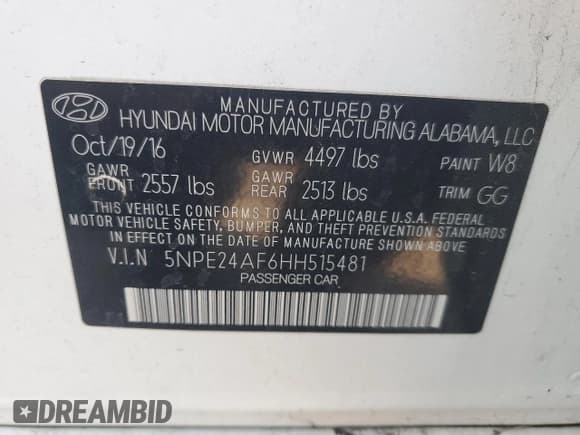 MANUFACTURED BY
HYUNDAI MOTOR MANUFACTURING ALABAMA, LLC
Oct/19/16 GVWR 4497 lbs PAINT W8
GAWR FRONT 2557 lbs GAWR REAR 2513 lbs TRIM GG
THIS VEHICLE CONFORMS TO ALL APPLICABLE U.S.A. FEDERAL
MOTOR VEHICLE SAFETY, BUMPER, AND THEFT PREVENTION STANDARDS
IN EFFECT ON THE DATE OF MANUFACTURE SHOWN ABOVE
V.I.N 5NPE24AF6HH515481
PASSENGER CAR
DREAMBID